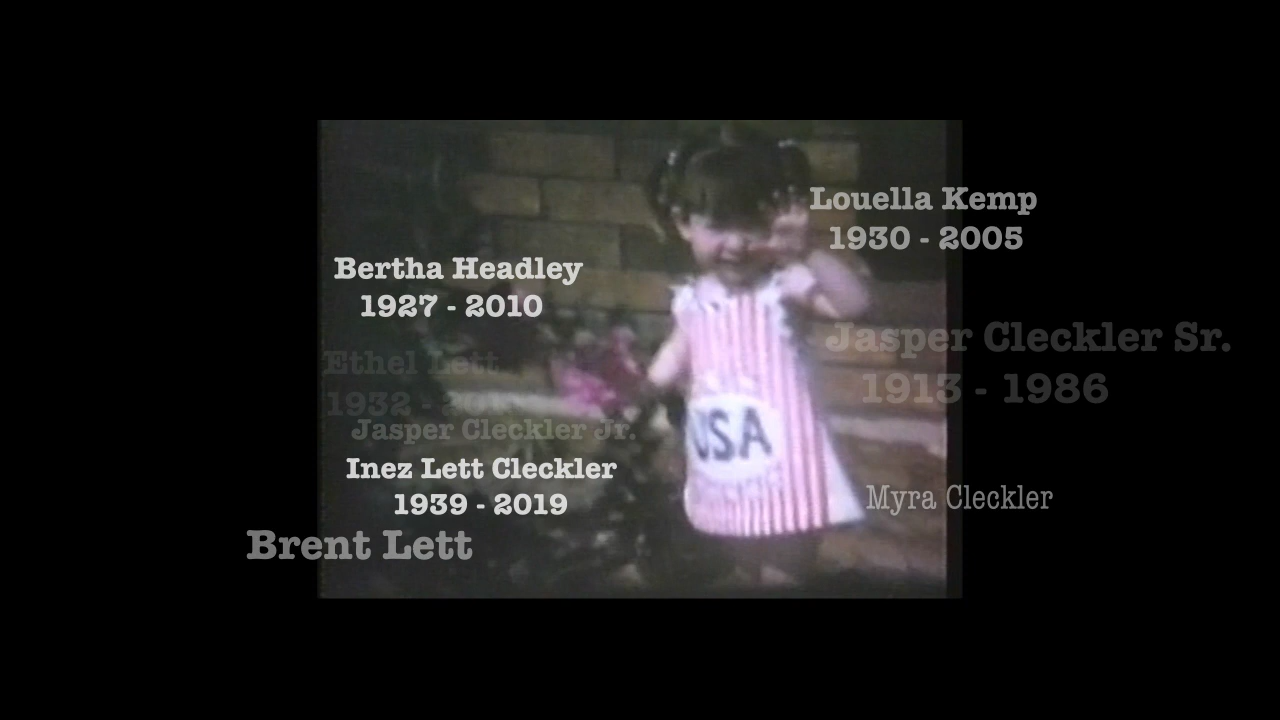 Louella Kemp
1930 - 2005
Bertha Headley
1927 - 2010
Jasper Cleckler Sr.
1913 - 1986
Ethel Lett
1932 -
Jasper Cleckler Jr.
USA
Inez Lett Cleckler
1939 - 2019
Myra Cleckler
Brent Lett